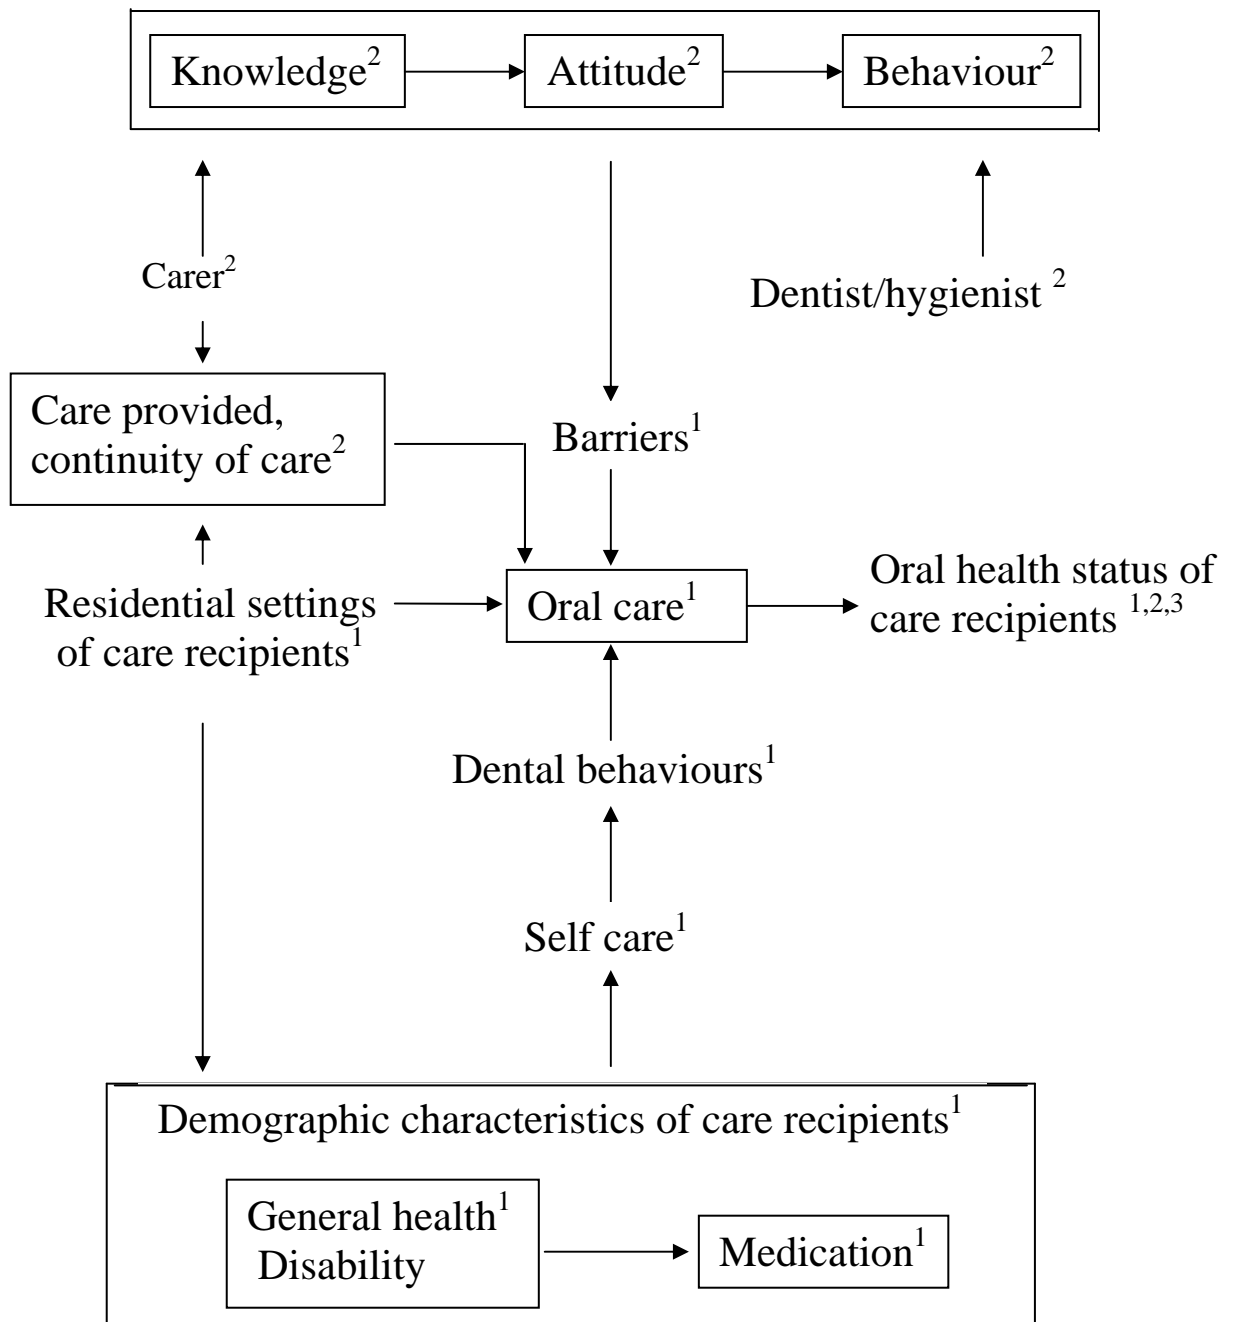 Knowledge²
Attitude²
Behaviour²
Carer²
Dentist/hygienist ²
Care provided,
continuity of care²
Barriers¹
Residential settings
of care recipients¹
Oral care¹
Oral health status of
care recipients ¹,²,³
Dental behaviours¹
Self care¹
Demographic characteristics of care recipients¹
General health¹
Disability
Medication¹